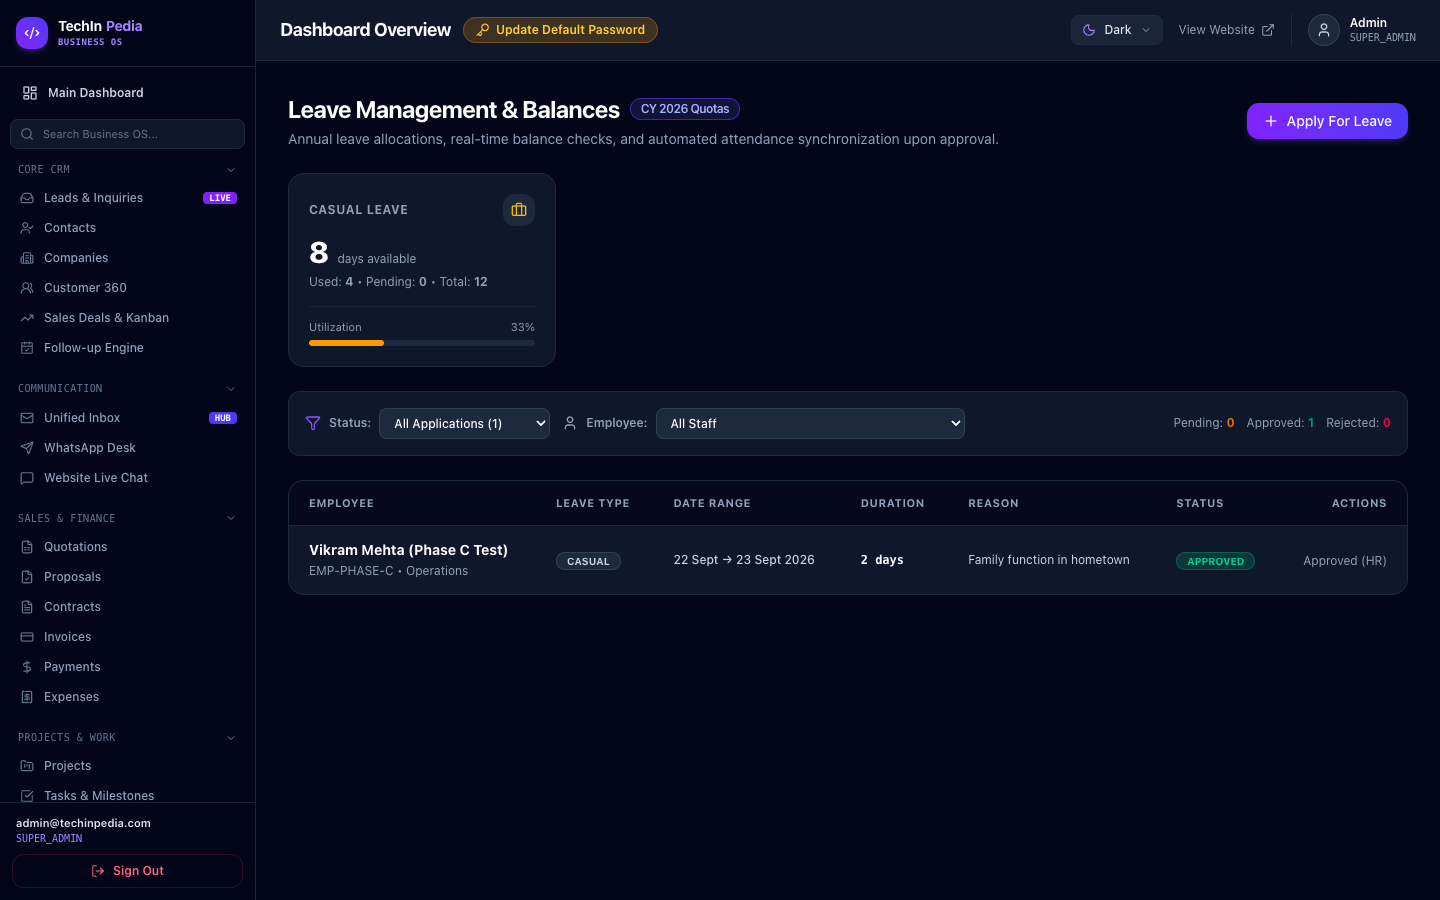 TechIn Pedia
BUSINESS OS
Main Dashboard
Search Business OS...
CORE CRM
Leads & Inquiries LIVE
Contacts
Companies
Customer 360
Sales Deals & Kanban
Follow-up Engine
COMMUNICATION
Unified Inbox HUB
WhatsApp Desk
Website Live Chat
SALES & FINANCE
Quotations
Proposals
Contracts
Invoices
Payments
Expenses
PROJECTS & WORK
Projects
Tasks & Milestones
admin@techinpedia.com
SUPER_ADMIN
Sign Out
Dashboard Overview Update Default Password Dark View Website Admin
SUPER_ADMIN
Leave Management & Balances CY 2026 Quotas
Annual leave allocations, real-time balance checks, and automated attendance synchronization upon approval.
Apply For Leave
CASUAL LEAVE
8 days available
Used: 4 • Pending: 0 • Total: 12
Utilization 33%
Status: All Applications (1) Employee: All Staff Pending: 0 Approved: 1 Rejected: 0
EMPLOYEE LEAVE TYPE DATE RANGE DURATION REASON STATUS ACTIONS
Vikram Mehta (Phase C Test)
EMP-PHASE-C • Operations
CASUAL 22 Sept → 23 Sept 2026 2 days Family function in hometown APPROVED Approved (HR)